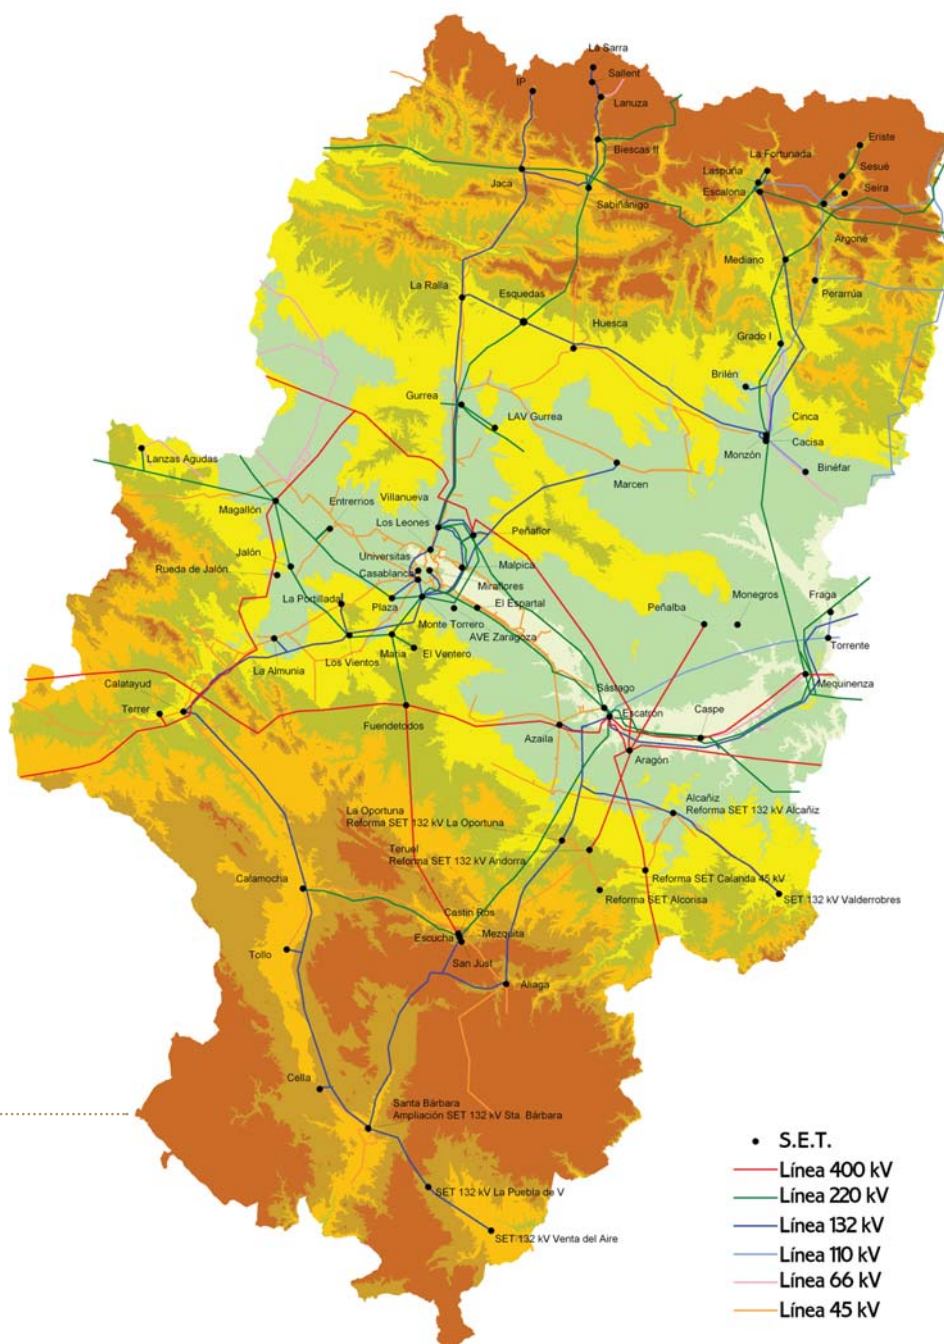 La Sarra
Sallent
IP
Lanuza
Biescas II
Eriste
La Fortunada
Laspuña
Sesué
Escalona
Seira
Jaca
Sabiñánigo
Argoné
Mediano
La Ralla
Esquedas
Perarrúa
Huesca
Grado I
Brilén
Gurrea
LAV Gurrea
Cinca
Cacisa
Monzón
Binéfar
Lanzas Agudas
Marcen
Magallón
Entrerrios
Villanueva
Los Leones
Peñaflor
Jalón
Universitas
Rueda de Jalón
Casablanca
Malpica
Miraflores
La Portillada
Plaza
El Espartal
Peñalba
Monegros
Fraga
Monte Torrero
AVE Zaragoza
Torrente
Maria
El Ventero
La Almunia
Los Vientos
Calatayud
Mequinenza
Terrer
Sástago
Escatrón
Caspe
Fuendetodos
Azaila
Aragón
La Oportuna
Reforma SET 132 kV La Oportuna
Alcañiz
Reforma SET 132 kV Alcañiz
Teruel
Reforma SET 132 kV Andorra
Reforma SET Calanda 45 kV
Calamocha
Reforma SET Alcorisa
SET 132 kV Valderrobres
Castin Ros
Escucha
Mezquita
Tollo
San Just
Aliaga
Cella
Santa Bárbara
Ampliación SET 132 kV Sta. Bárbara
SET 132 kV La Puebla de V
SET 132 kV Venta del Aire
S.E.T.
Línea 400 kV
Línea 220 kV
Línea 132 kV
Línea 110 kV
Línea 66 kV
Línea 45 kV